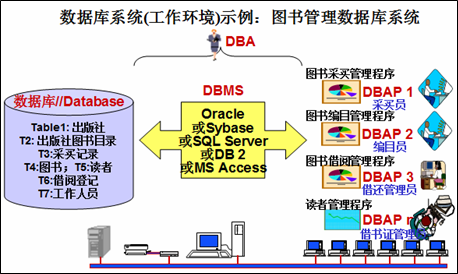 数据库系统(工作环境)示例：图书管理数据库系统
DBA
数据库//Database
Table1: 出版社
T2: 出版社图书目录
T3:采买记录
T4:图书；T5:读者
T6:借阅登记
T7:工作人员
DBMS
Oracle
或Sybase
或SQL Server
或DB 2
或MS Access
图书采买管理程序
DBAP 1
采买员
图书编目管理程序
DBAP 2
编目员
图书借阅管理程序
DBAP 3
借还管理员
读者管理程序
DBAP n
借书证管理